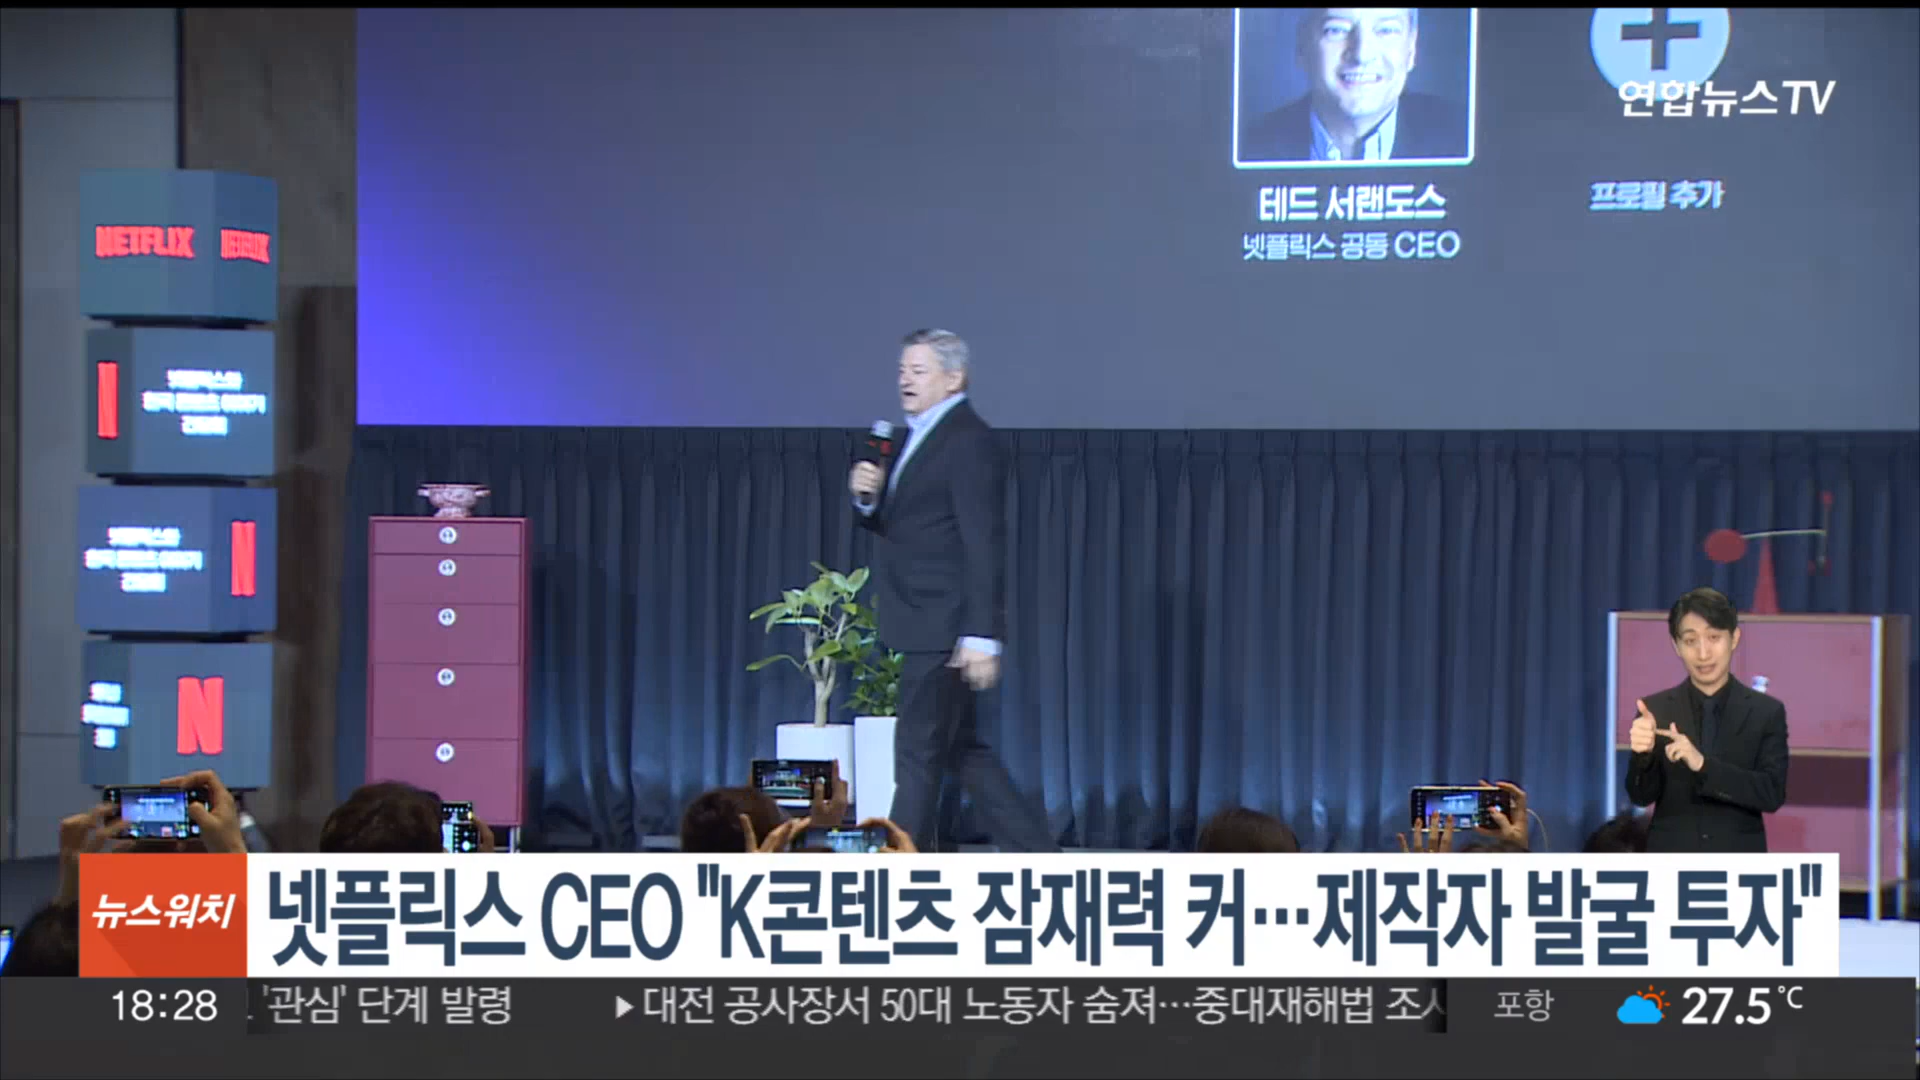 연합뉴스TV
테드 서랜도스
프로필 추가
넷플릭스 공동 CEO
NETFLIX
NETFLIX
N
N
N
뉴스워치
넷플릭스 CEO "K콘텐츠 잠재력 커…제작자 발굴 투자"
18:28
'관심' 단계 발령
▶대전 공사장서 50대 노동자 숨져…중대재해법 조사
포항
27.5℃